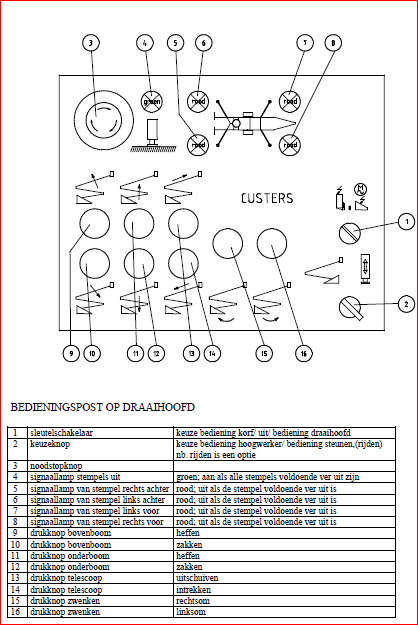 3 4 5 6 7 8
groen rood rood
rood rood
M
CUSTERS
1
2
9 10 11 12 13 14 15 16
BEDIENINGSPOST OP DRAAIHOOFD
1 sleutelschakelaar keuze bediening korf/ uit/ bediening draaihoofd
2 keuzeknop keuze bediening hoogwerker/ bediening steunen,(rijden)
nb. rijden is een optie
3 noodstopknop
4 signaallamp stempels uit groen; aan als alle stempels voldoende ver uit zijn
5 signaallamp van stempel rechts achter rood; uit als de stempel voldoende ver uit is
6 signaallamp van stempel links achter rood; uit als de stempel voldoende ver uit is
7 signaallamp van stempel links voor rood; uit als de stempel voldoende ver uit is
8 signaallamp van stempel rechts voor rood; uit als de stempel voldoende ver uit is
9 drukknop bovenboom heffen
10 drukknop bovenboom zakken
11 drukknop onderboom heffen
12 drukknop onderboom zakken
13 drukknop telescoop uitschuiven
14 drukknop telescoop intrekken
15 drukknop zwenken rechtsom
16 drukknop zwenken linksom